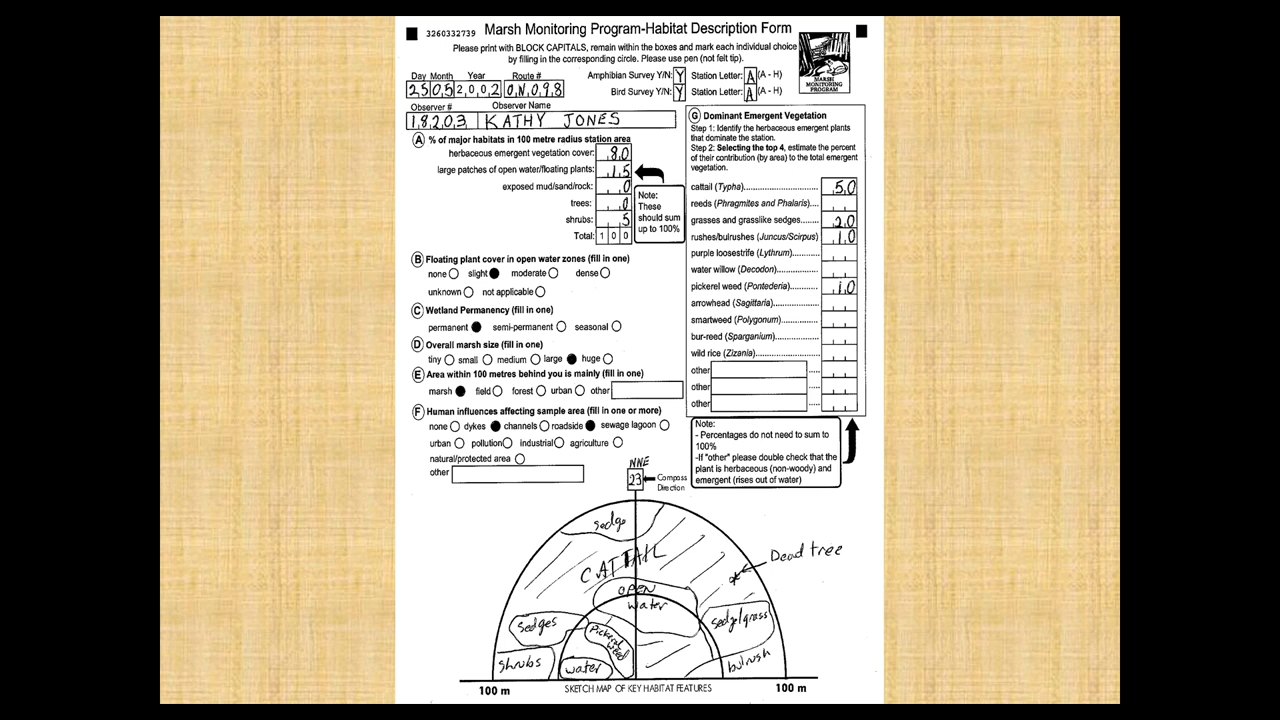 3260332739 Marsh Monitoring Program-Habitat Description Form
Please print with BLOCK CAPITALS, remain within the boxes and mark each individual choice
by filling in the corresponding circle. Please use pen (not felt tip).
MARSH
MONITORING
PROGRAM
Day Month Year Route #
25 05 2002 ON098
Amphibian Survey Y/N: Y Station Letter: A (A - H)
Bird Survey Y/N: Y Station Letter: A (A - H)
Observer # Observer Name
18203 KATHY JONES
A % of major habitats in 100 metre radius station area
herbaceous emergent vegetation cover: 80
large patches of open water/floating plants: 15
exposed mud/sand/rock: 0
trees: 0
shrubs: 5
Total: 100
Note:
These
should sum
up to 100%
B Floating plant cover in open water zones (fill in one)
none slight moderate dense
unknown not applicable
C Wetland Permanency (fill in one)
permanent semi-permanent seasonal
D Overall marsh size (fill in one)
tiny small medium large huge
E Area within 100 metres behind you is mainly (fill in one)
marsh field forest urban other
F Human influences affecting sample area (fill in one or more)
none dykes channels roadside sewage lagoon
urban pollution industrial agriculture
natural/protected area
other
G Dominant Emergent Vegetation
Step 1: Identify the herbaceous emergent plants
that dominate the station.
Step 2: Selecting the top 4, estimate the percent
of their contribution (by area) to the total emergent
vegetation.
cattail (Typha)............................... 50
reeds (Phragmites and Phalaris)....
grasses and grasslike sedges........ 20
rushes/bulrushes (Juncus/Scirpus) 10
purple loosestrife (Lythrum)............
water willow (Decodon)..................
pickerel weed (Pontederia)........... 10
arrowhead (Sagittaria)...................
smartweed (Polygonum)................
bur-reed (Sparganium)..................
wild rice (Zizania)..........................
other .....
other ....
other .....
Note:
- Percentages do not need to sum to
100%
-If "other" please double check that the
plant is herbaceous (non-woody) and
emergent (rises out of water)
NNE
23 Compass
Direction
sedge
CATTAIL
Dead tree
OPEN
Water
sedges
Pickerel
weed
sedge/grass
shrubs
water
bulrush
100 m SKETCH MAP OF KEY HABITAT FEATURES 100 m